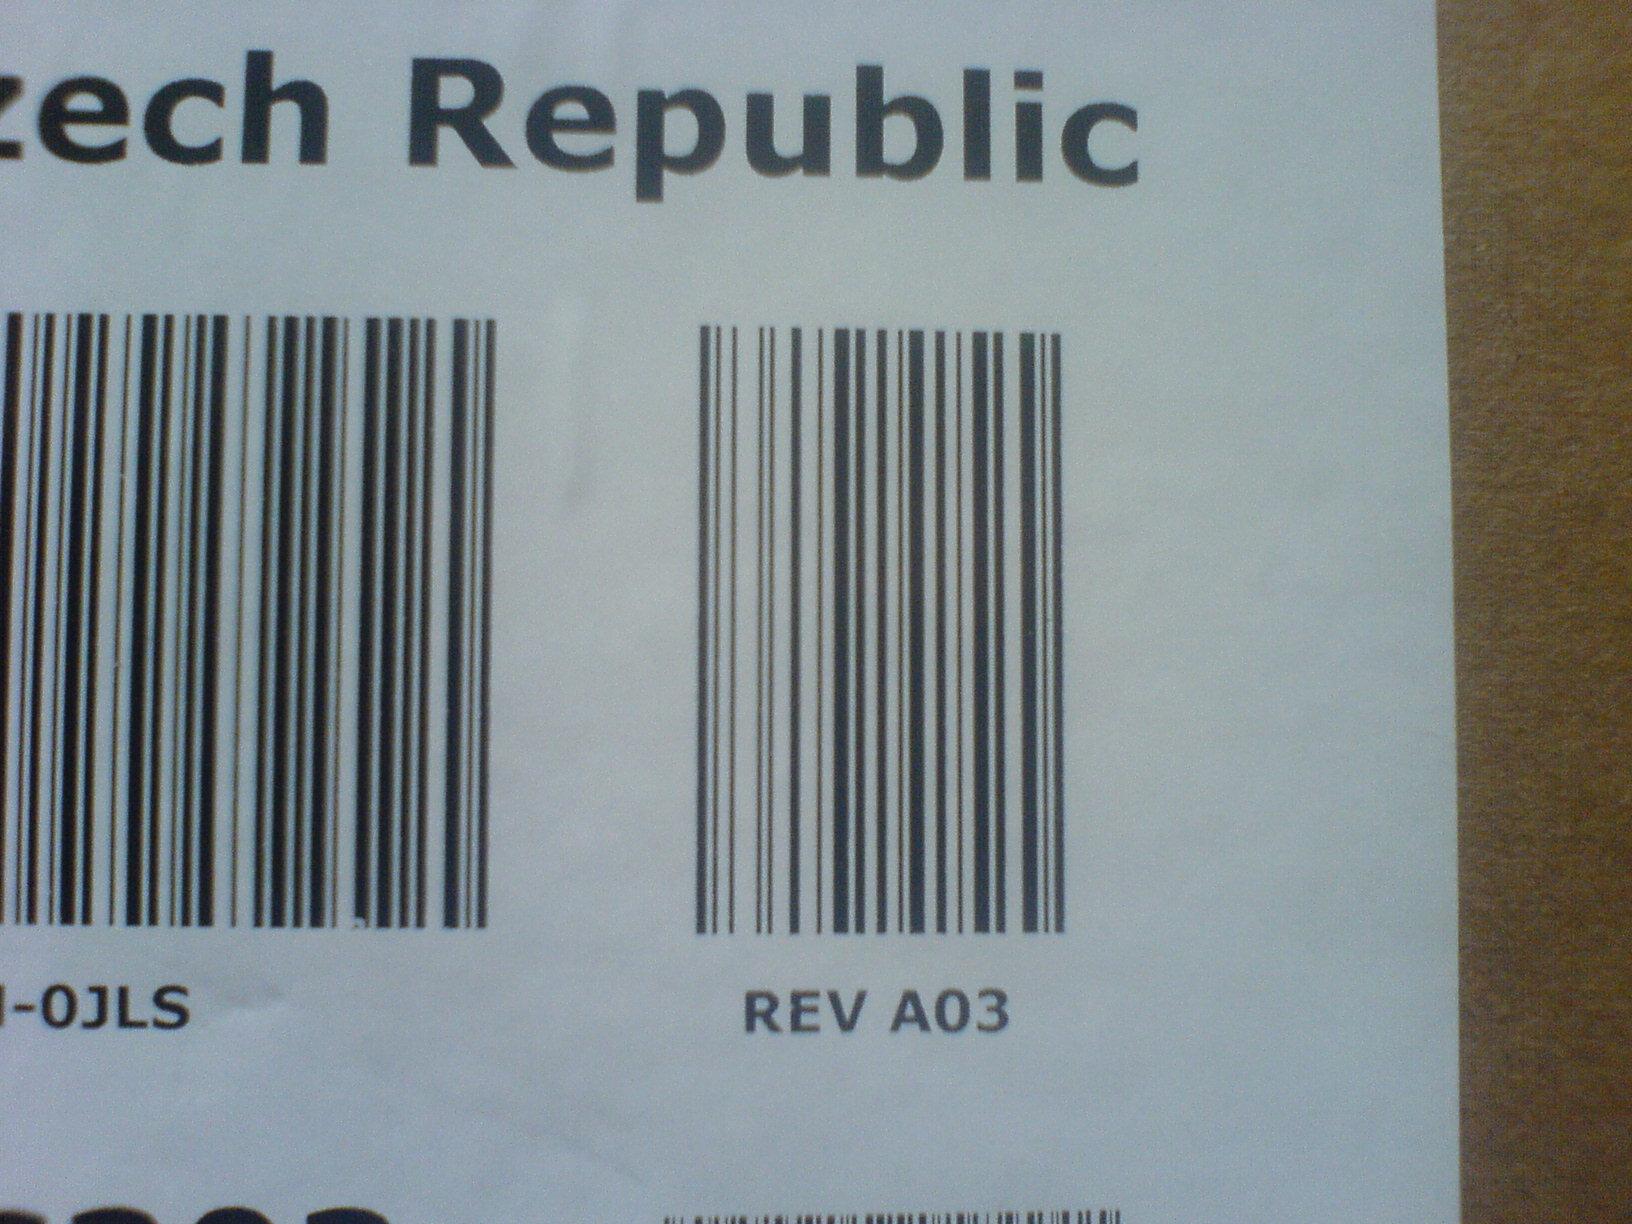 zech Republic
-0JLS
REV A03